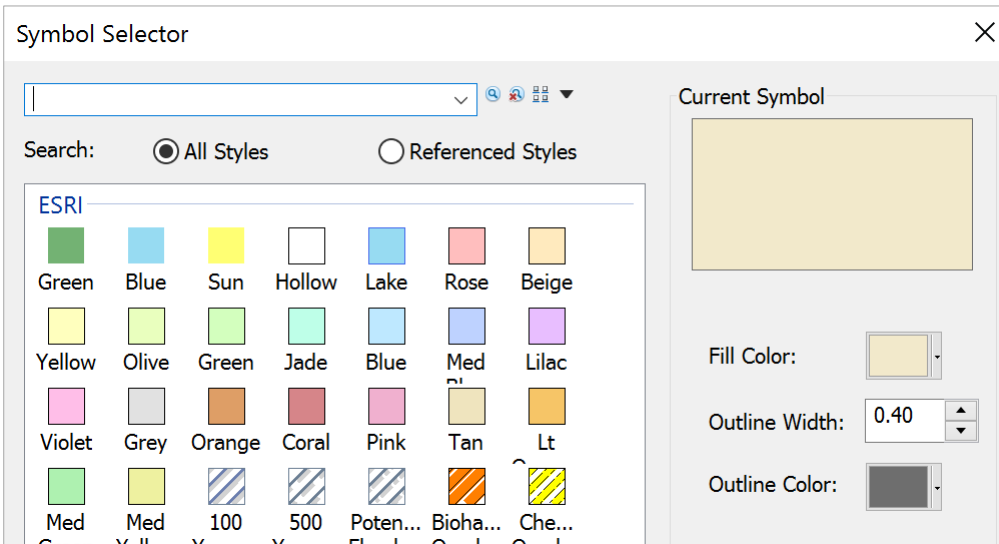 Symbol Selector
Search: All Styles Referenced Styles
ESRI
Green Blue Sun Hollow Lake Rose Beige
Yellow Olive Green Jade Blue Med Lilac
Violet Grey Orange Coral Pink Tan Lt
Med Med 100 500 Poten... Bioha... Che...
Current Symbol
Fill Color:
Outline Width: 0.40
Outline Color: